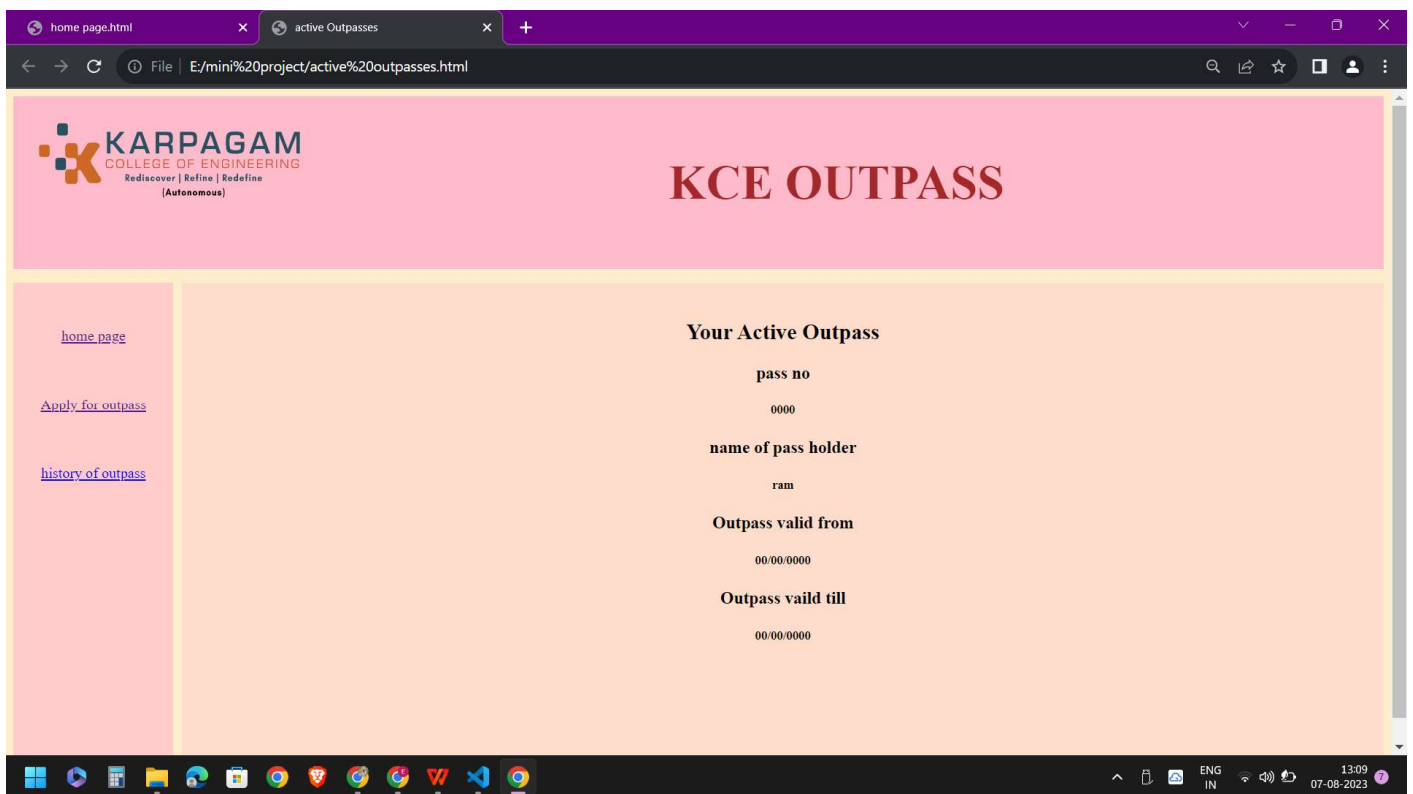 home page.html
active Outpasses
File
E:/mini%20project/active%20outpasses.html
KARPAGAM
COLLEGE OF ENGINEERING
Rediscover | Refine | Redefine
(Autonomous)
KCE OUTPASS
home page
Apply for outpass
history of outpass
Your Active Outpass
pass no
0000
name of pass holder
ram
Outpass valid from
00/00/0000
Outpass vaild till
00/00/0000
ENG
IN
13:09
07-08-2023
7